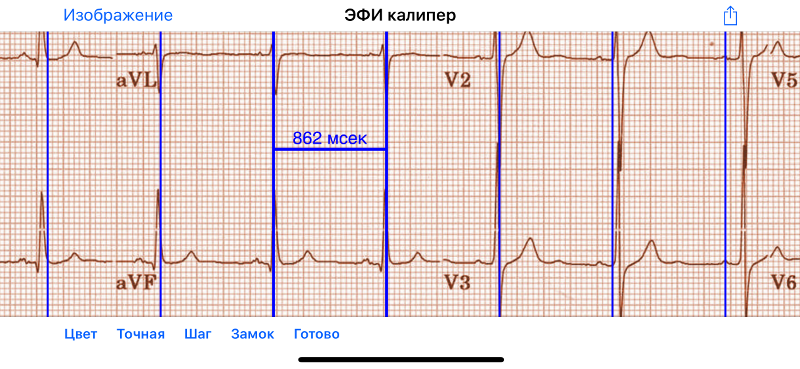 Изображение ЭФИ калипер
aVL V2 V5
862 мсек
aVF V3 V6
Цвет Точная Шаг Замок Готово